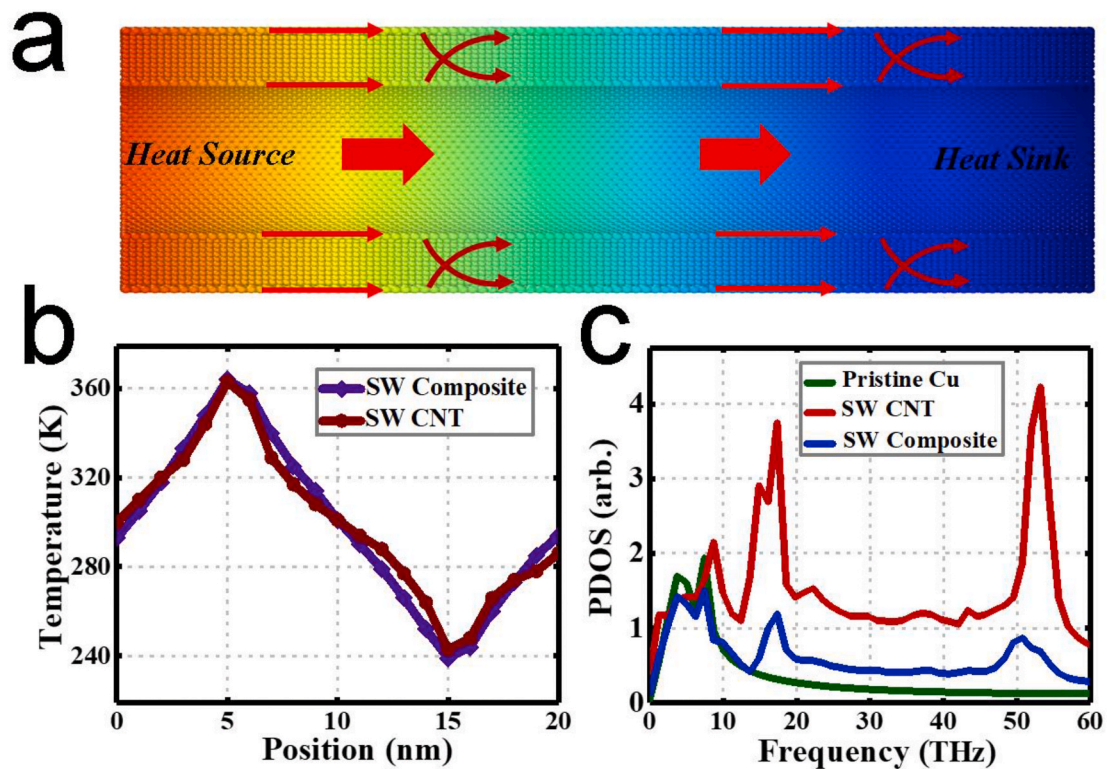 a
Heat Source
Heat Sink
b
Temperature (K)
360
320
280
240
0
5
10
15
20
Position (nm)
SW Composite
SW CNT
c
PDOS (arb.)
4
3
2
1
0
0
10
20
30
40
50
60
Frequency (THz)
Pristine Cu
SW CNT
SW Composite